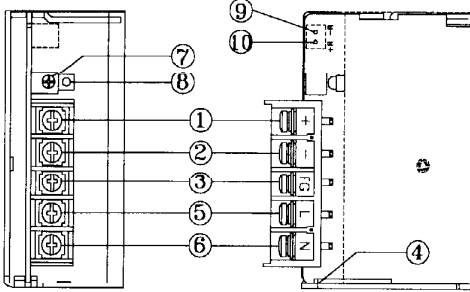 ⑨
⑩
⑦
⑧
① +
② −
③ FG
⑤ L
⑥ N
④